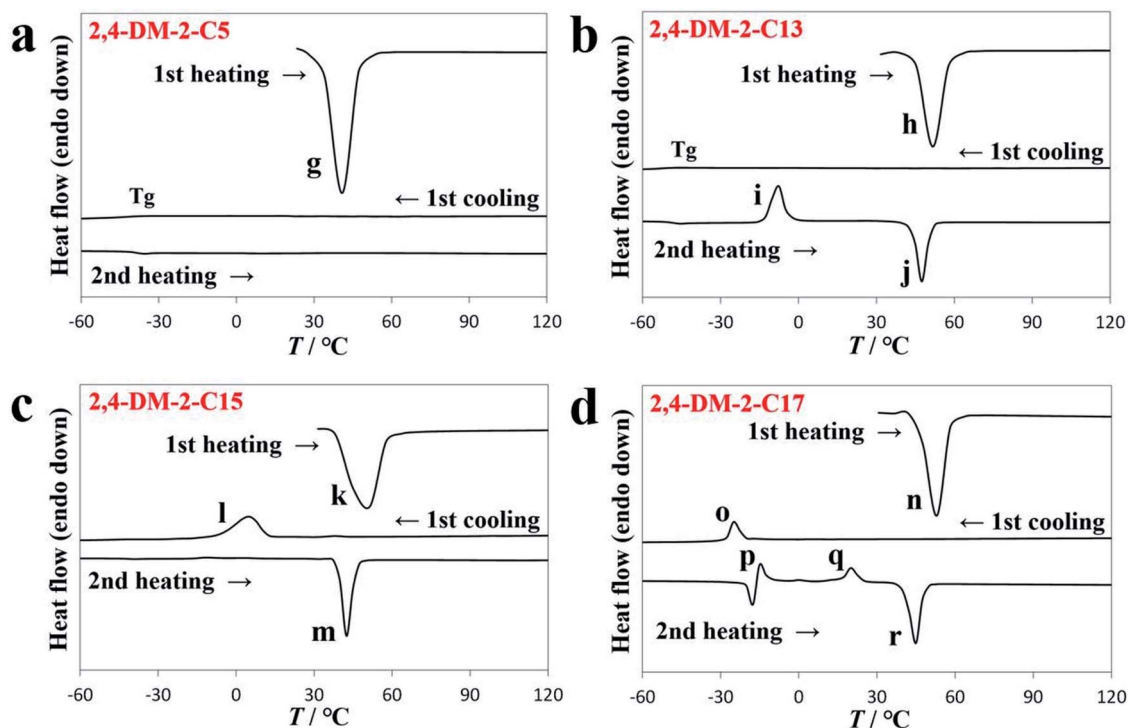 a
2,4-DM-2-C5
Heat flow (endo down)
1st heating →
g
Tg
← 1st cooling
2nd heating →
-60 -30 0 30 60 90 120
T / °C
b
2,4-DM-2-C13
Heat flow (endo down)
1st heating →
h
Tg
← 1st cooling
i
2nd heating →
j
-60 -30 0 30 60 90 120
T / °C
c
2,4-DM-2-C15
Heat flow (endo down)
1st heating →
k
l
← 1st cooling
2nd heating →
m
-60 -30 0 30 60 90 120
T / °C
d
2,4-DM-2-C17
Heat flow (endo down)
1st heating →
n
o
← 1st cooling
p
q
2nd heating →
r
-60 -30 0 30 60 90 120
T / °C